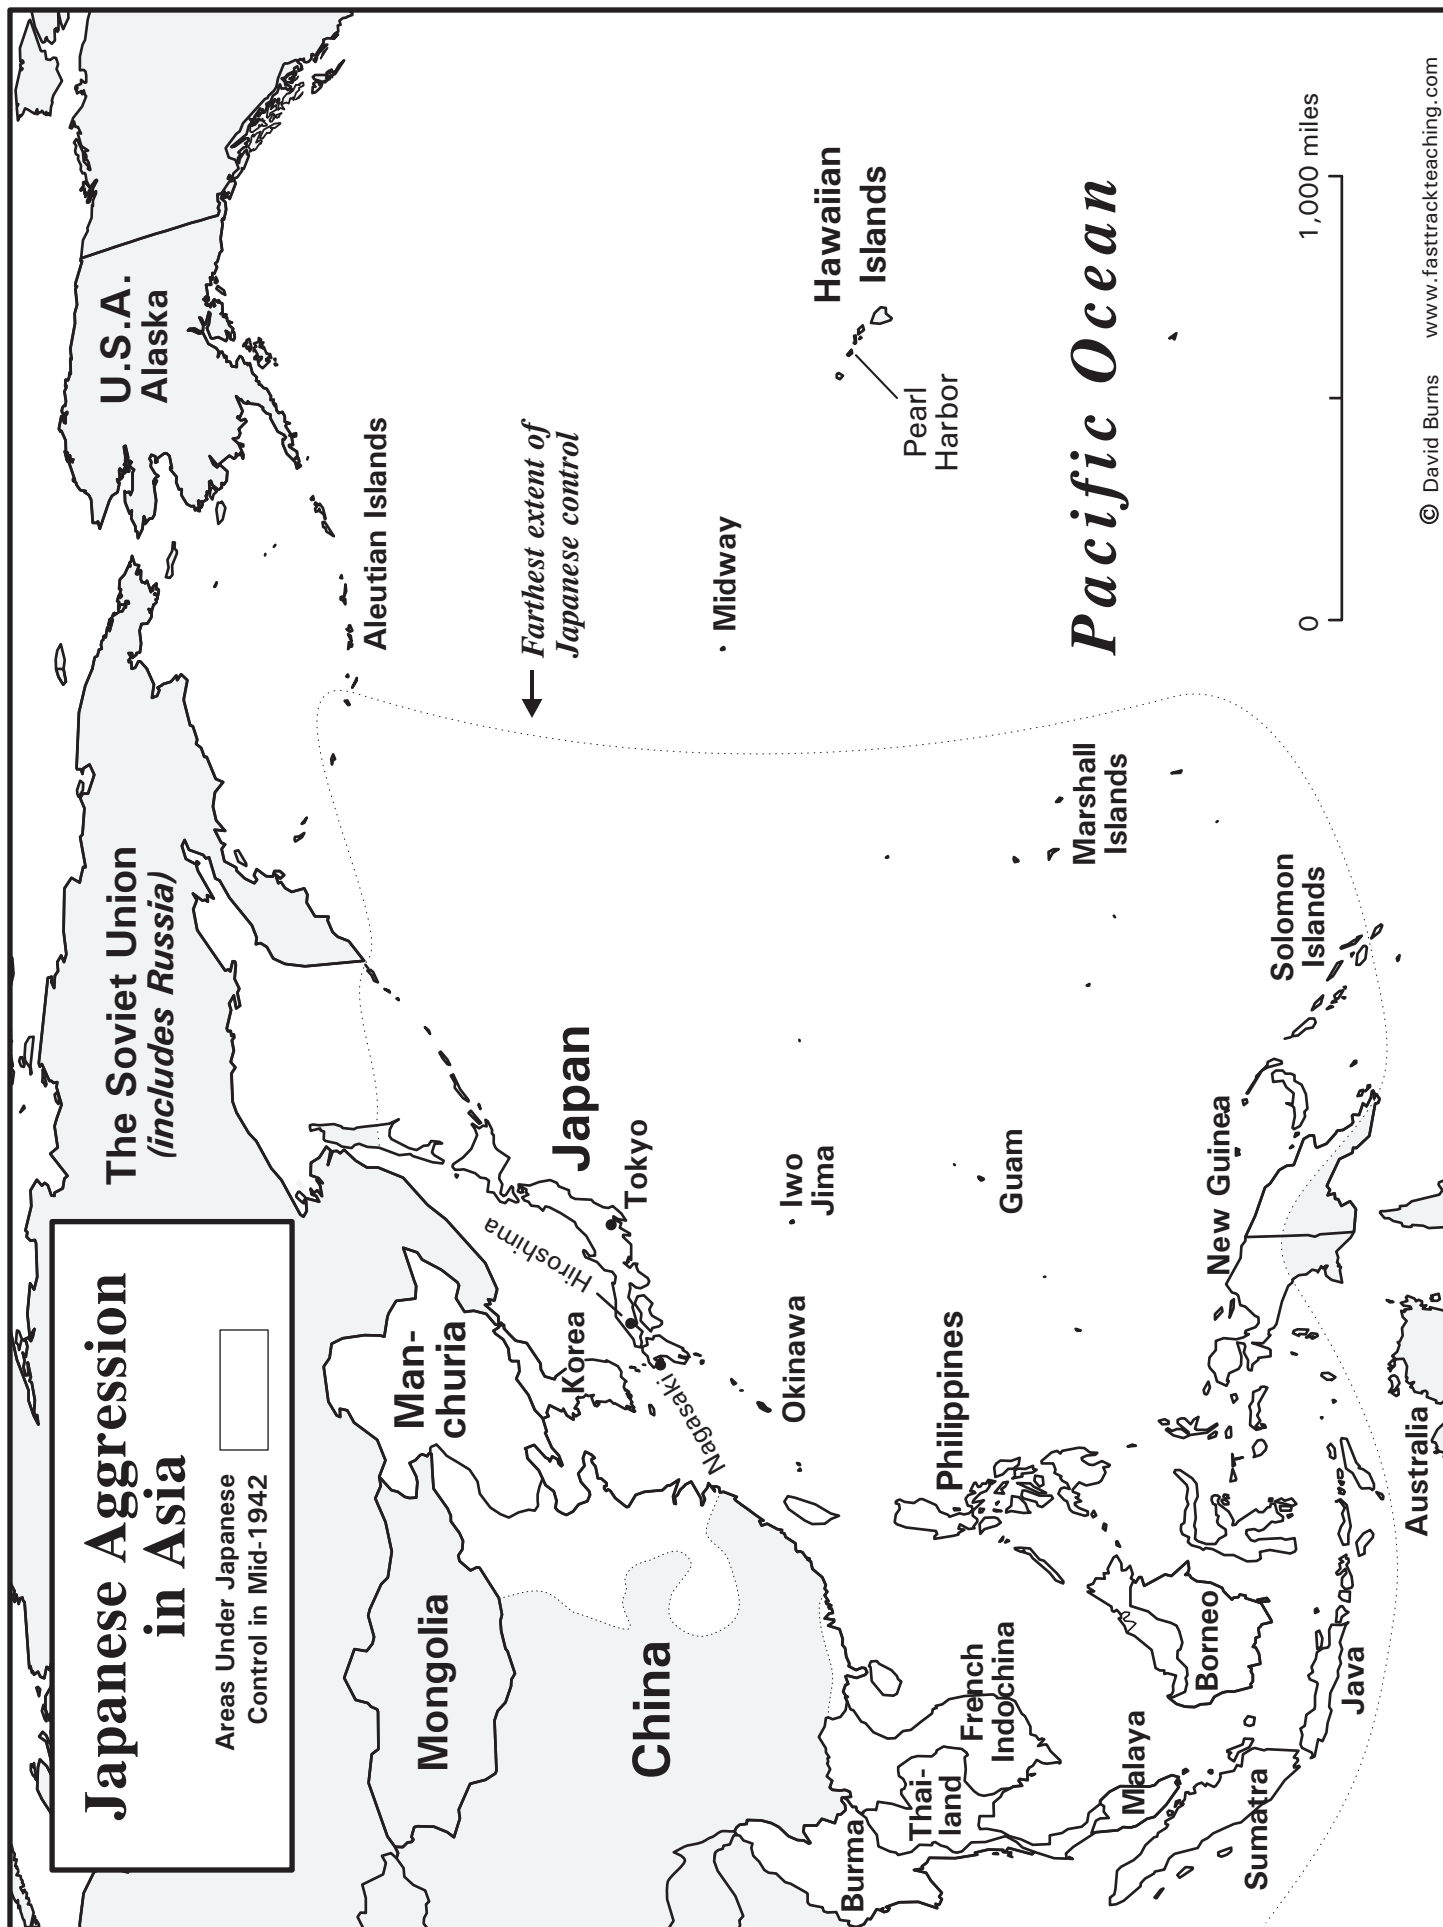 Japanese Aggression
in Asia
Areas Under Japanese
Control in Mid-1942
The Soviet Union
(includes Russia)
U.S.A.
Alaska
Aleutian Islands
Farthest extent of
Japanese control
Mongolia
Man-
churia
Korea
Japan
Hiroshima
Tokyo
Nagasaki
China
Okinawa
Iwo
Jima
Midway
Hawaiian
Islands
Pearl
Harbor
Burma
Thai-
land
French
Indochina
Philippines
Guam
Marshall
Islands
Pacific Ocean
Malaya
Sumatra
Borneo
Java
New Guinea
Solomon
Islands
Australia
0
1,000 miles
© David Burns www.fasttrackteaching.com